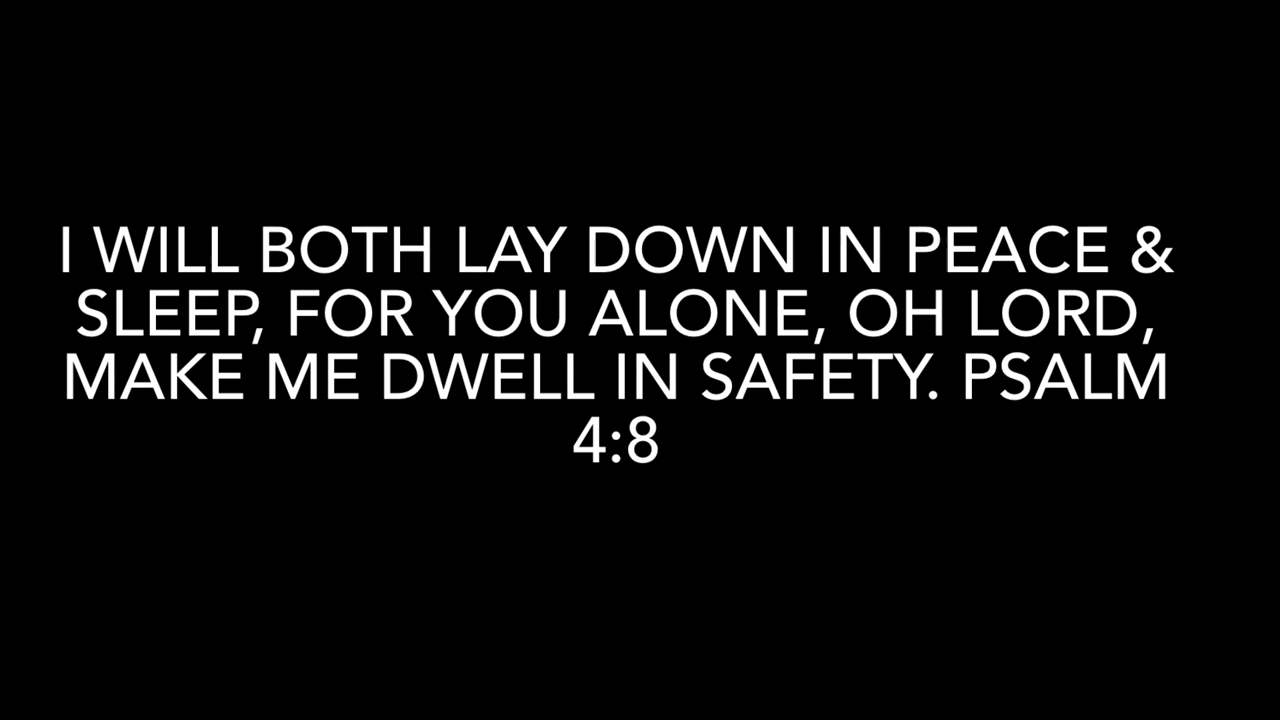 I WILL BOTH LAY DOWN IN PEACE &
SLEEP, FOR YOU ALONE, OH LORD,
MAKE ME DWELL IN SAFETY. PSALM
4:8